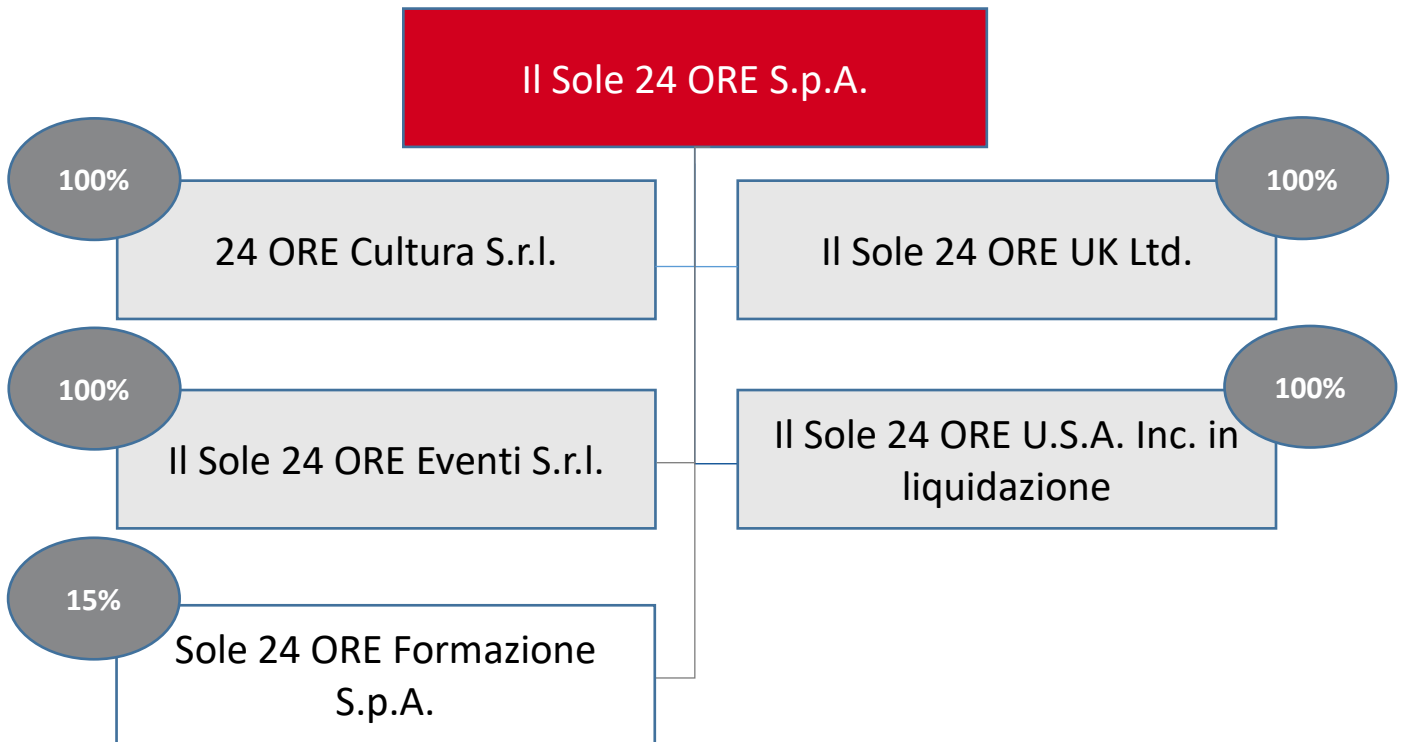 Il Sole 24 ORE S.p.A.
100%
24 ORE Cultura S.r.l.
100%
Il Sole 24 ORE UK Ltd.
100%
Il Sole 24 ORE Eventi S.r.l.
100%
Il Sole 24 ORE U.S.A. Inc. in
liquidazione
15%
Sole 24 ORE Formazione
S.p.A.